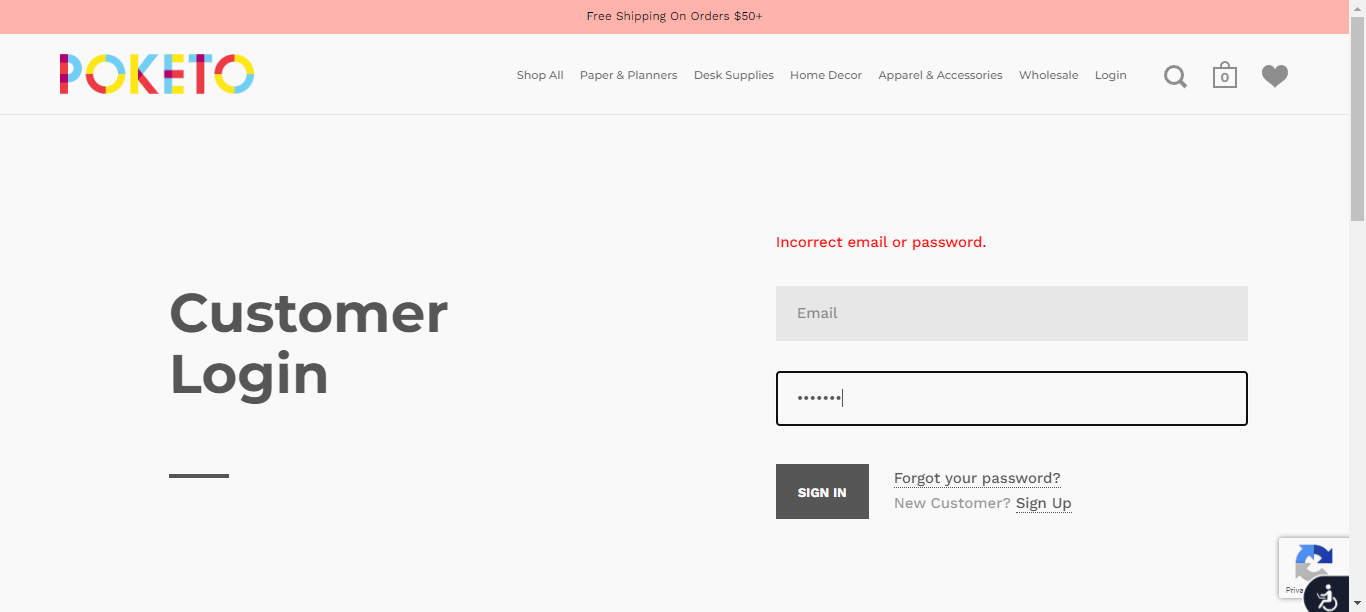 Free Shipping On Orders $50+
POKETO
Shop All Paper & Planners Desk Supplies Home Decor Apparel & Accessories Wholesale Login 0
Incorrect email or password.
Customer
Login
Email
•••••••
SIGN IN
Forgot your password?
New Customer? Sign Up